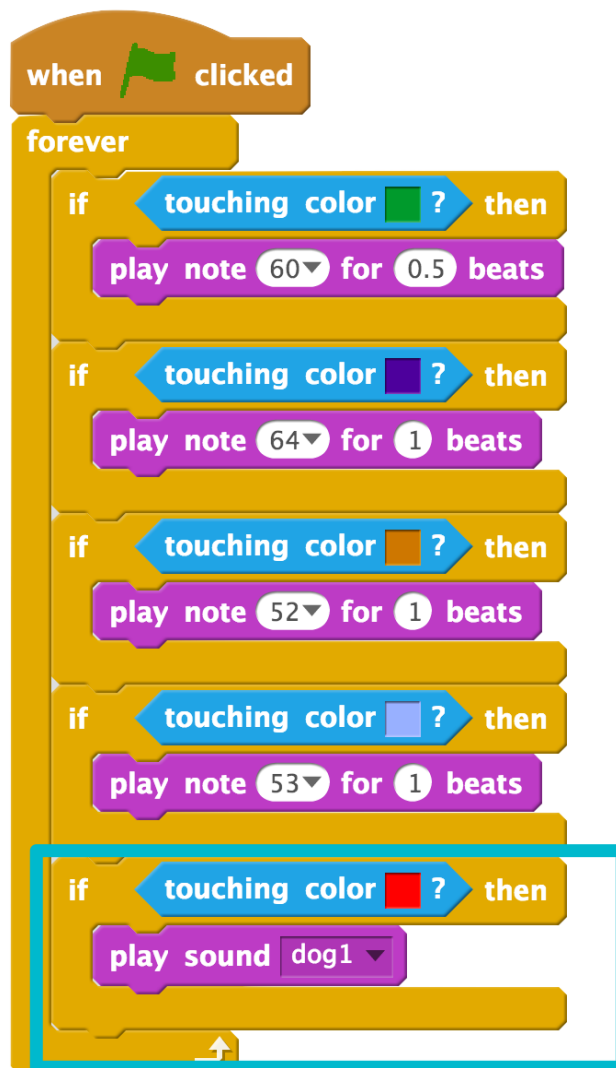 when clicked
forever
if touching color ? then
play note 60 for 0.5 beats
if touching color ? then
play note 64 for 1 beats
if touching color ? then
play note 52 for 1 beats
if touching color ? then
play note 53 for 1 beats
if touching color ? then
play sound dog1